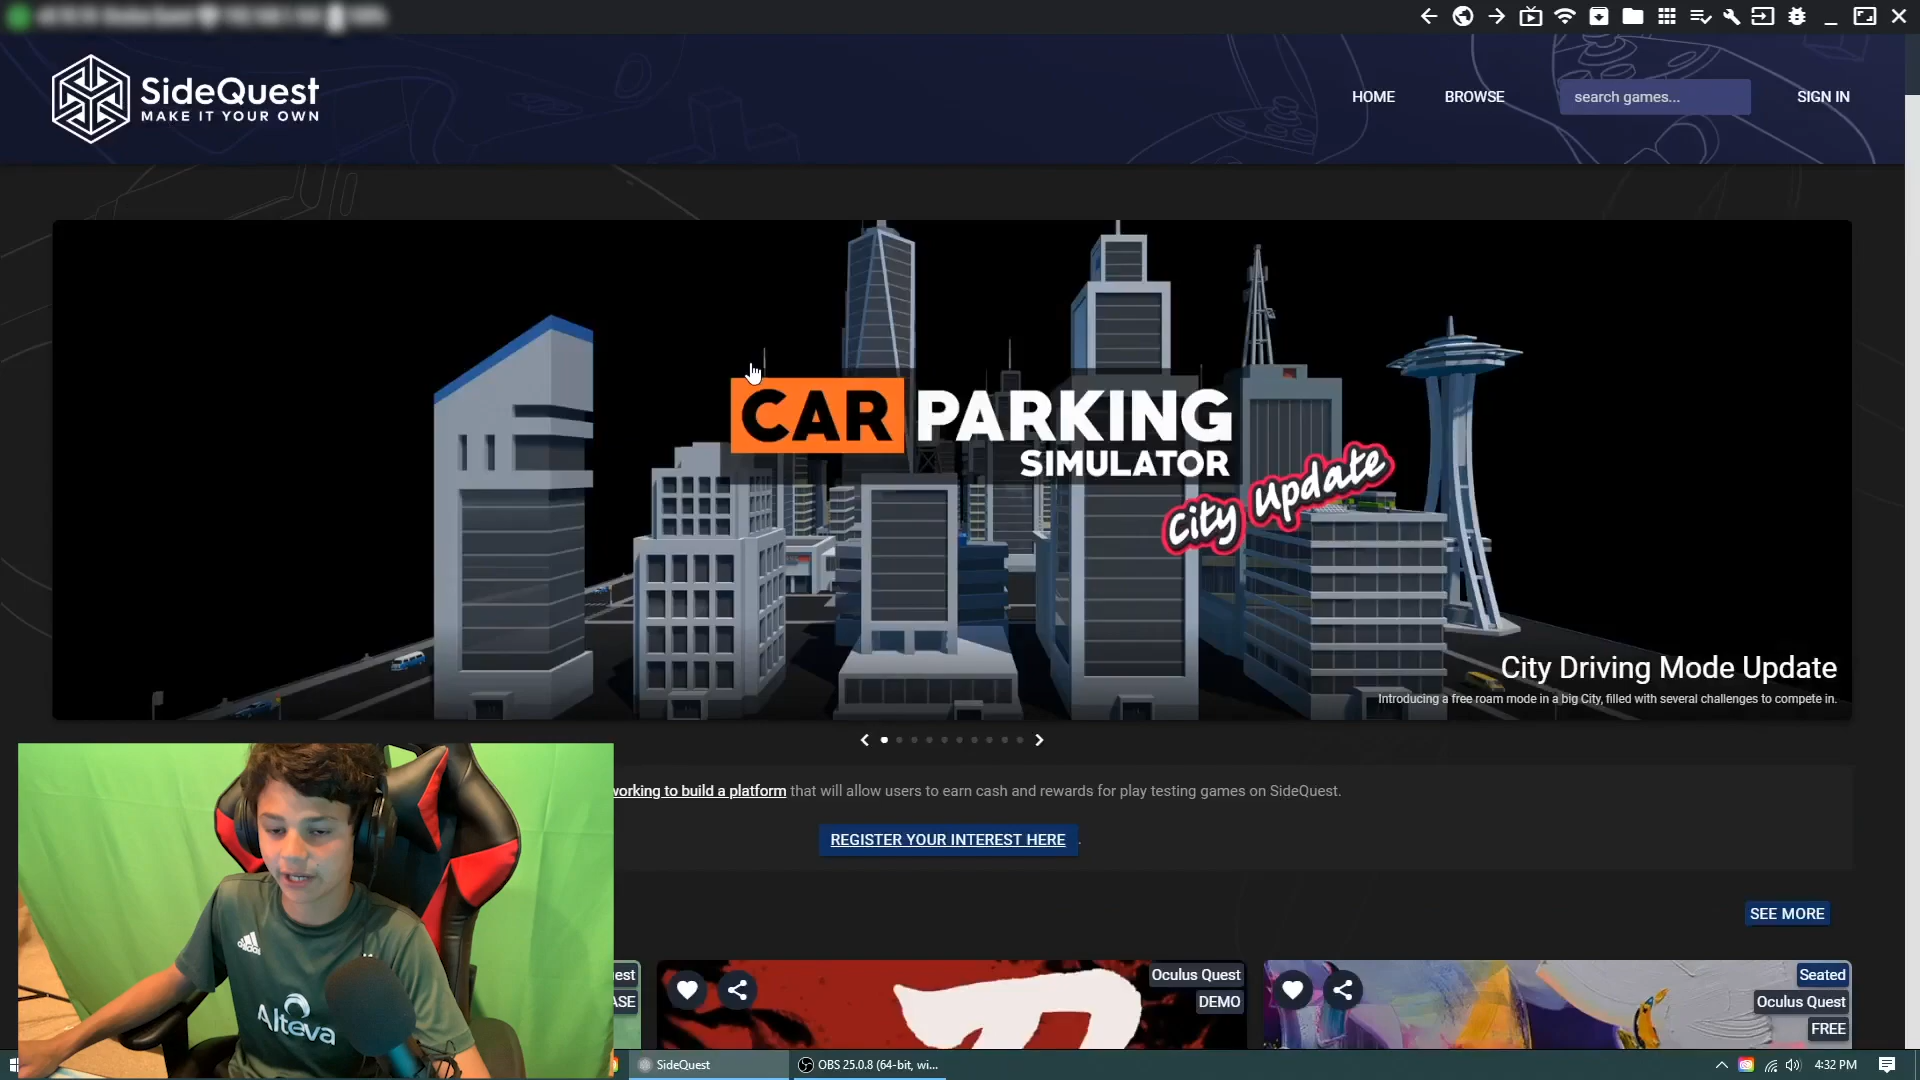 SideQuest
MAKE IT YOUR OWN
HOME
BROWSE
search games...
SIGN IN
CAR PARKING
SIMULATOR
City Update
City Driving Mode Update
Introducing a free roam mode in a big City, filled with several challenges to compete in.
working to build a platform that will allow users to earn cash and rewards for play testing games on SideQuest.
REGISTER YOUR INTEREST HERE.
SEE MORE
est
ASE
Oculus Quest
DEMO
Seated
Oculus Quest
FREE
adidas
Alteva
SideQuest
OBS 25.0.8 (64-bit, wi...
4:32 PM